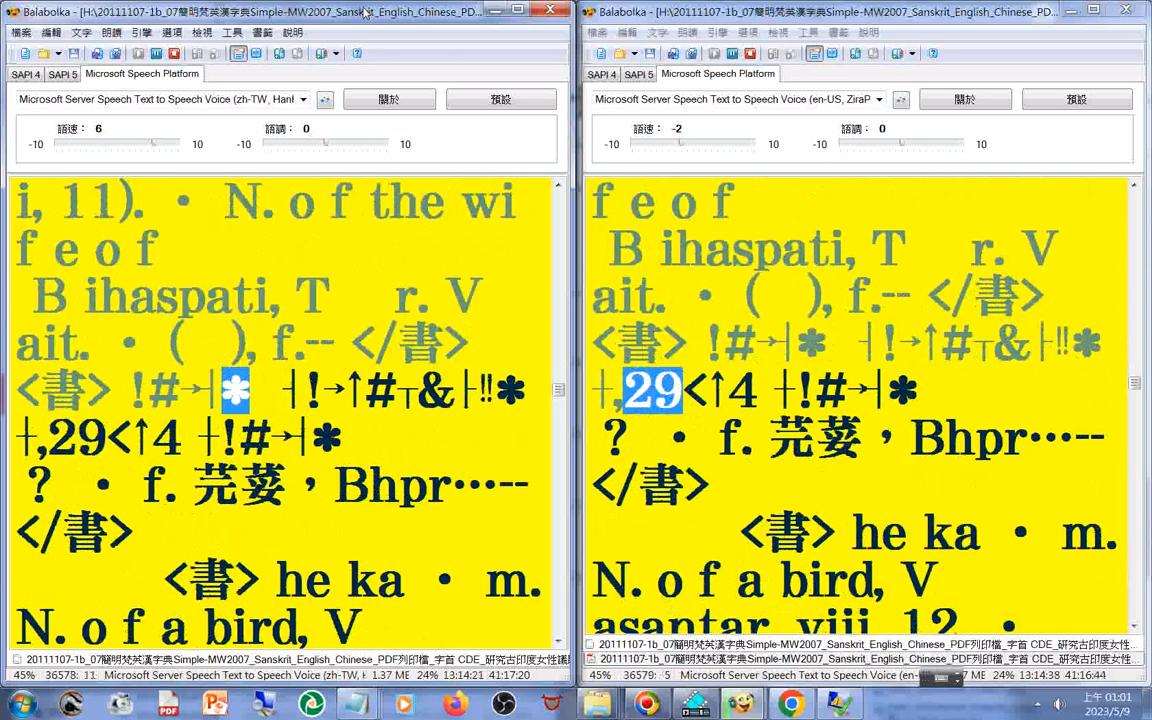 Balabolka - [H:\20111107-1b_07簡明梵英漢字典Simple-MW2007_Sanskrit_English_Chinese_PD...
檔案 編輯 文字 朗讀 引擎 選項 檢視 工具 書籤 說明
SAPI 4 SAPI 5 Microsoft Speech Platform
Microsoft Server Speech Text to Speech Voice (zh-TW, HanH
關於 預設
語速： 6 語調： 0
-10 10 -10 10
i, 11). • N. o f the wi
f e o f
B ihaspati, T r. V
ait. • ( ), f.-- </書>
<書> !#→┤✽ ┤!→↑#┬&├‼✽
┼,29<↑4 ┼!#→┤✽
? • f. 芫荽，Bhpr…--
</書>
<書> he ka • m.
N. o f a bird, V
20111107-1b_07簡明梵英漢字典Simple-MW2007_Sanskrit_English_Chinese_PDF列印檔_字首 CDE_研究古印度女性議
45% 36578: 11 Microsoft Speech Text to Speech Voice (zh-TW, H 1.37 MB 24% 13:14:21 41:17:20
Balabolka - [H:\20111107-1b_07簡明梵英漢字典Simple-MW2007_Sanskrit_English_Chinese_PD...
檔案 編輯 文字 朗讀 引擎 選項 檢視 工具 書籤 說明
SAPI 4 SAPI 5 Microsoft Speech Platform
Microsoft Server Speech Text to Speech Voice (en-US, ZiraP
關於 預設
語速： -2 語調： 0
-10 10 -10 10
f e o f
B ihaspati, T r. V
ait. • ( ), f.-- </書>
<書> !#→┤✽ ┤!→↑#┬&├‼✽
┼,29<↑4 ┼!#→┤✽
? • f. 芫荽，Bhpr…--
</書>
<書> he ka • m.
N. o f a bird, V
asantar viii 12 •
20111107-1b_07簡明梵英漢字典Simple-MW2007_Sanskrit_English_Chinese_PDF列印檔_字首 CDE_研究古印度女性
20111107-1b_07簡明梵英漢字典Simple-MW2007_Sanskrit_English_Chinese_PDF列印檔_字首 CDE_研究古印度女性
45% 36579: 5 Microsoft Server Speech Text to Speech Voice (en-U MB 24% 13:14:38 41:16:44
上午 01:01
2023/5/9